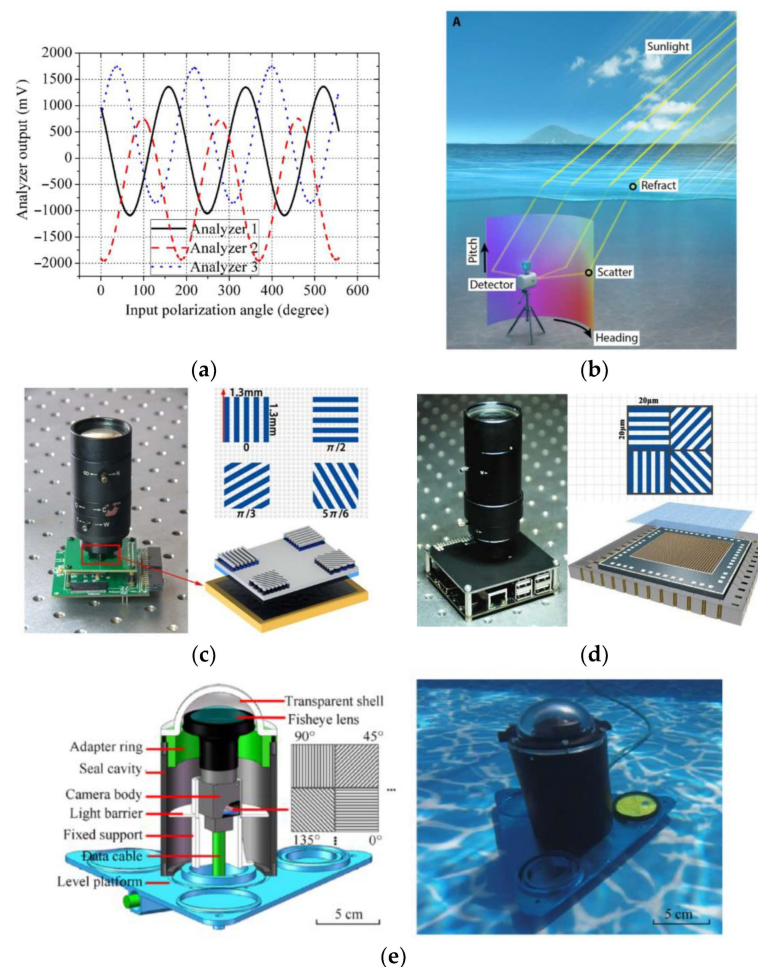 2000
1500
1000
500
0
−500
−1000
−1500
−2000
Analyzer output (mV)
Analyzer 1
Analyzer 2
Analyzer 3
0 100 200 300 400 500 600
Input polarization angle (degree)
(a)
A
Sunlight
Refract
Pitch
Scatter
Detector
Heading
(b)
1.3mm
1.3mm
0
π/2
π/3
5π/6
(c)
20μm
20μm
(d)
Transparent shell
Fisheye lens
90° 45°
Adapter ring
Seal cavity
Camera body
Light barrier
Fixed support
135° 0°
Data cable
Level platform
5 cm
5 cm
(e)